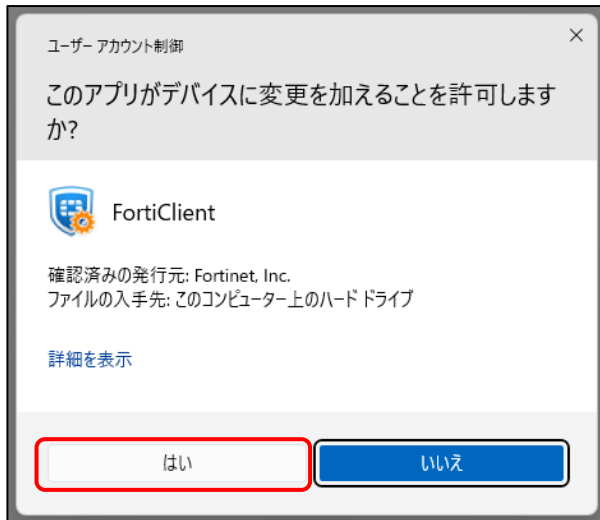 ユーザー アカウント制御
このアプリがデバイスに変更を加えることを許可します
か?
FortiClient
確認済みの発行元: Fortinet, Inc.
ファイルの入手先: このコンピューター上のハード ドライブ
詳細を表示
はい
いいえ